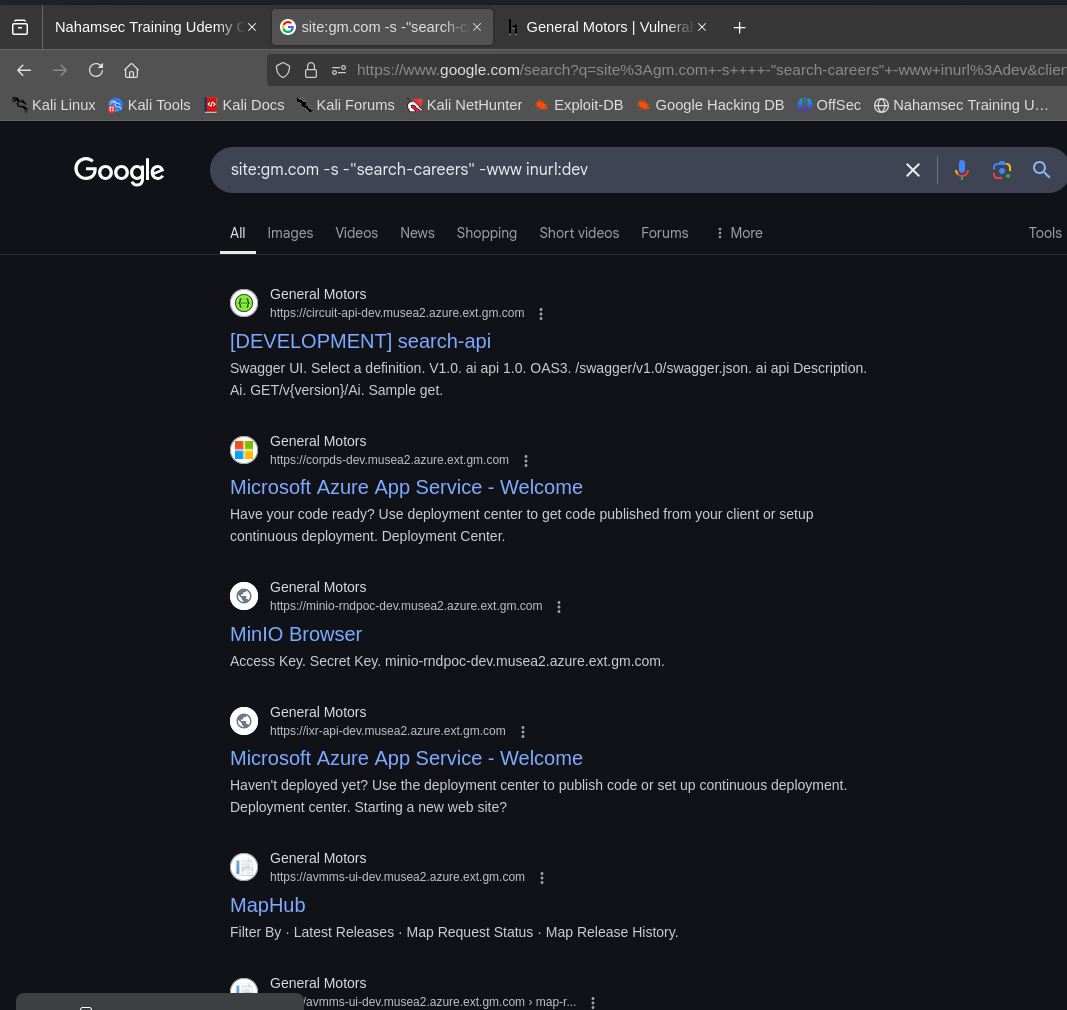 Nahamsec Training Udemy
site:gm.com -s -"search-c
General Motors | Vulnera
https://www.google.com/search?q=site%3Agm.com+-s++++-"search-careers"+-www+inurl%3Adev&clien
Kali Linux
Kali Tools
Kali Docs
Kali Forums
Kali NetHunter
Exploit-DB
Google Hacking DB
OffSec
Nahamsec Training U…
Google
site:gm.com -s -"search-careers" -www inurl:dev
All
Images
Videos
News
Shopping
Short videos
Forums
More
Tools
General Motors
https://circuit-api-dev.musea2.azure.ext.gm.com
[DEVELOPMENT] search-api
Swagger UI. Select a definition. V1.0. ai api 1.0. OAS3. /swagger/v1.0/swagger.json. ai api Description.
Ai. GET/v{version}/Ai. Sample get.
General Motors
https://corpds-dev.musea2.azure.ext.gm.com
Microsoft Azure App Service - Welcome
Have your code ready? Use deployment center to get code published from your client or setup
continuous deployment. Deployment Center.
General Motors
https://minio-rndpoc-dev.musea2.azure.ext.gm.com
MinIO Browser
Access Key. Secret Key. minio-rndpoc-dev.musea2.azure.ext.gm.com.
General Motors
https://ixr-api-dev.musea2.azure.ext.gm.com
Microsoft Azure App Service - Welcome
Haven't deployed yet? Use the deployment center to publish code or set up continuous deployment.
Deployment center. Starting a new web site?
General Motors
https://avmms-ui-dev.musea2.azure.ext.gm.com
MapHub
Filter By · Latest Releases · Map Request Status · Map Release History.
General Motors
/avmms-ui-dev.musea2.azure.ext.gm.com › map-r...